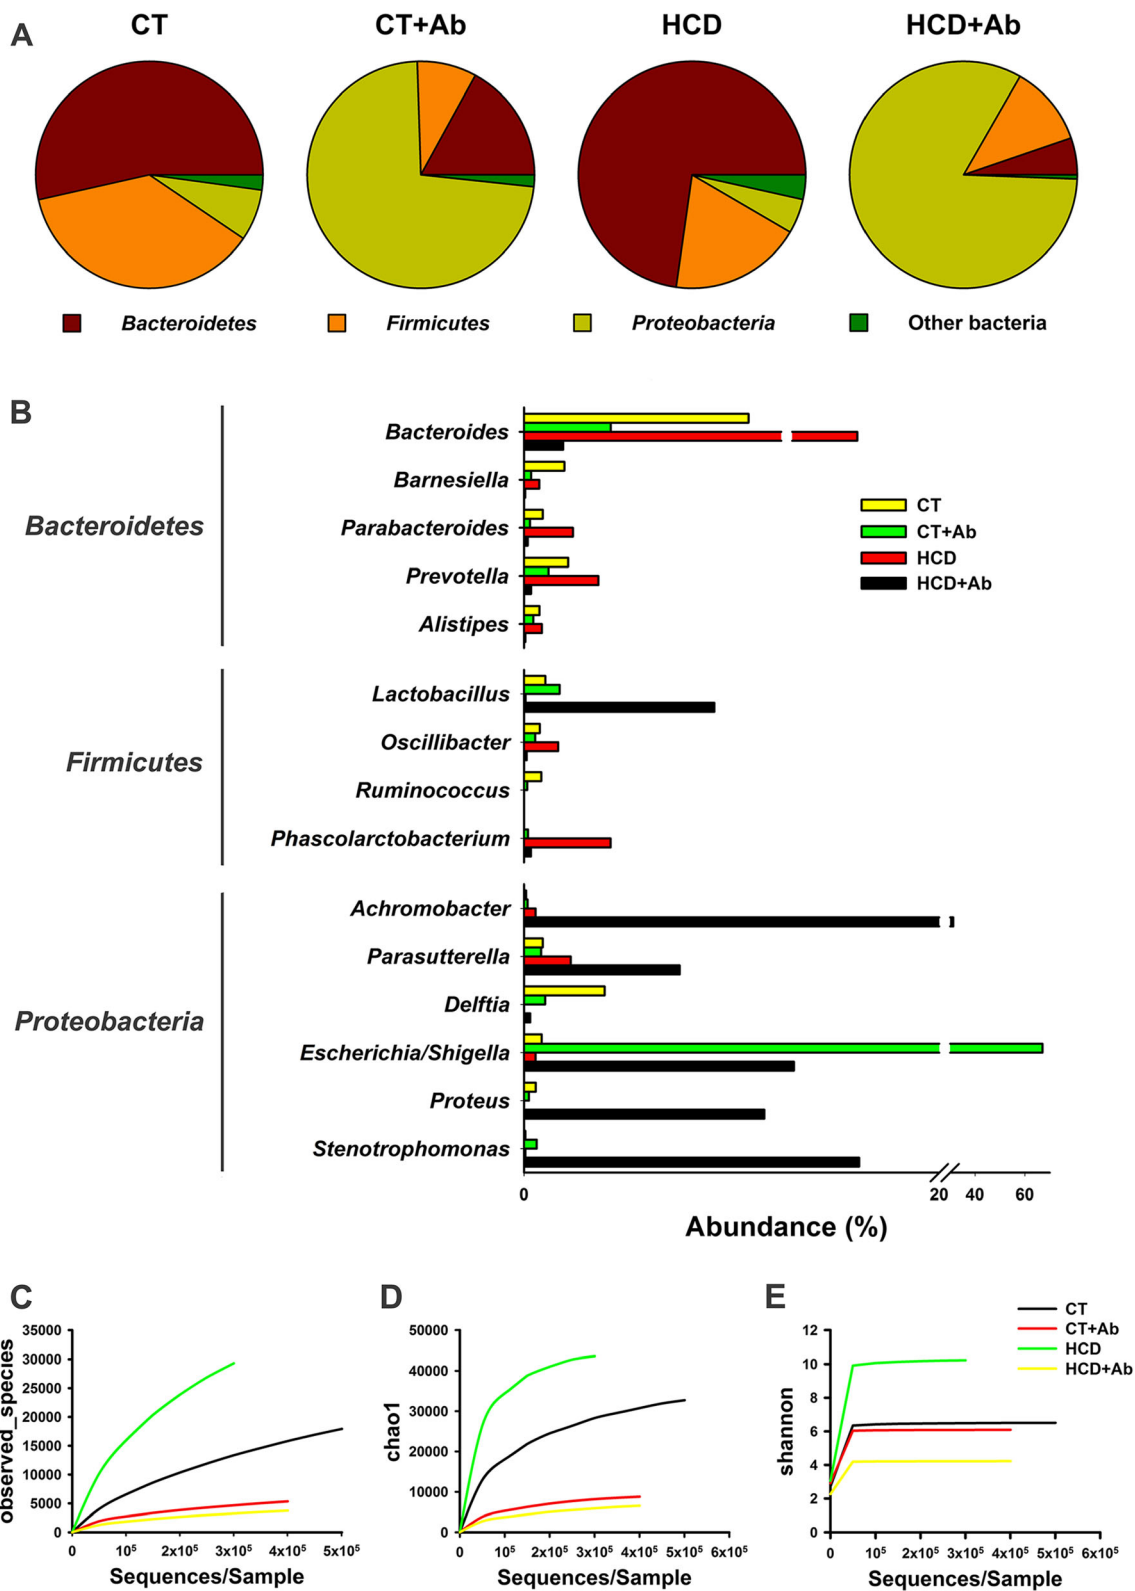 A
CT CT+Ab HCD HCD+Ab
Bacteroidetes Firmicutes Proteobacteria Other bacteria
B
Bacteroidetes
Bacteroides
Barnesiella
Parabacteroides
Prevotella
Alistipes
CT
CT+Ab
HCD
HCD+Ab
Firmicutes
Lactobacillus
Oscillibacter
Ruminococcus
Phascolarctobacterium
Proteobacteria
Achromobacter
Parasutterella
Delftia
Escherichia/Shigella
Proteus
Stenotrophomonas
0 20 40 60
Abundance (%)
C
observed_species
35000
30000
25000
20000
15000
10000
5000
0
0 10⁵ 2x10⁵ 3x10⁵ 4x10⁵ 5x10⁵
Sequences/Sample
D
chao1
50000
40000
30000
20000
10000
0
0 10⁵ 2x10⁵ 3x10⁵ 4x10⁵ 5x10⁵ 6x10⁵
Sequences/Sample
E
CT
CT+Ab
HCD
HCD+Ab
shannon
12
10
8
6
4
2
0
0 10⁵ 2x10⁵ 3x10⁵ 4x10⁵ 5x10⁵ 6x10⁵
Sequences/Sample